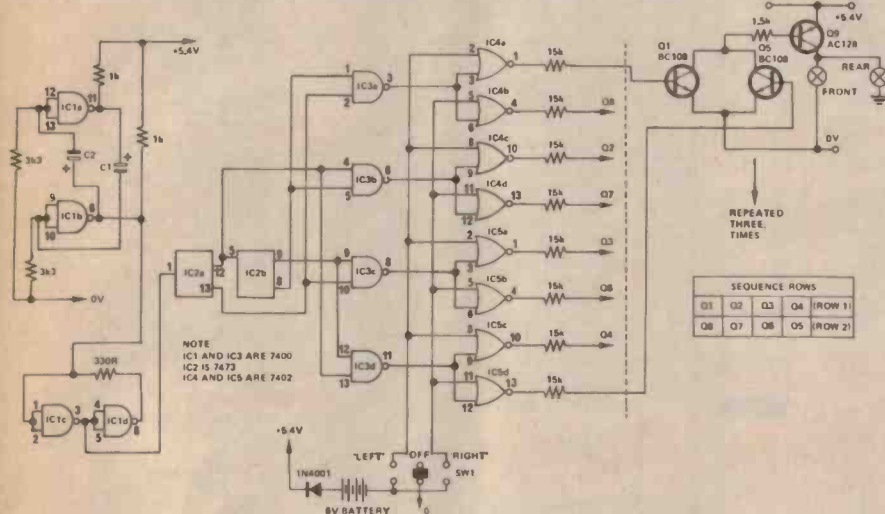 +5.4V
1k
1k
12
13
IC1a
11
C2
C1
3k3
9
10
IC1b
8
3k3
0V
330R
1
2
IC1c
3
4
5
IC1d
6
1
IC2a
12
13
5
IC2b
9
8
NOTE
IC1 AND IC3 ARE 7400
IC2 IS 7473
IC4 AND IC5 ARE 7402
1
2
IC3a
3
4
5
IC3b
6
9
10
IC3c
8
12
13
IC3d
11
IC4a
2
3
1
15k
IC4b
5
6
4
15k
Q8
IC4c
8
9
10
15k
Q2
IC4d
11
12
13
15k
Q7
IC5a
2
3
1
15k
Q3
IC5b
5
6
4
15k
Q6
IC5c
8
9
10
15k
Q4
IC5d
11
12
13
15k
+5.4V
1N4001
6V BATTERY
"LEFT" OFF "RIGHT"
SW1
0
Q1
BC108
Q5
BC108
1.5k
+5.4V
Q9
AC128
REAR
FRONT
0V
REPEATED
THREE
TIMES
SEQUENCE ROWS
Q1 Q2 Q3 Q4 (ROW 1)
Q8 Q7 Q6 Q5 (ROW 2)